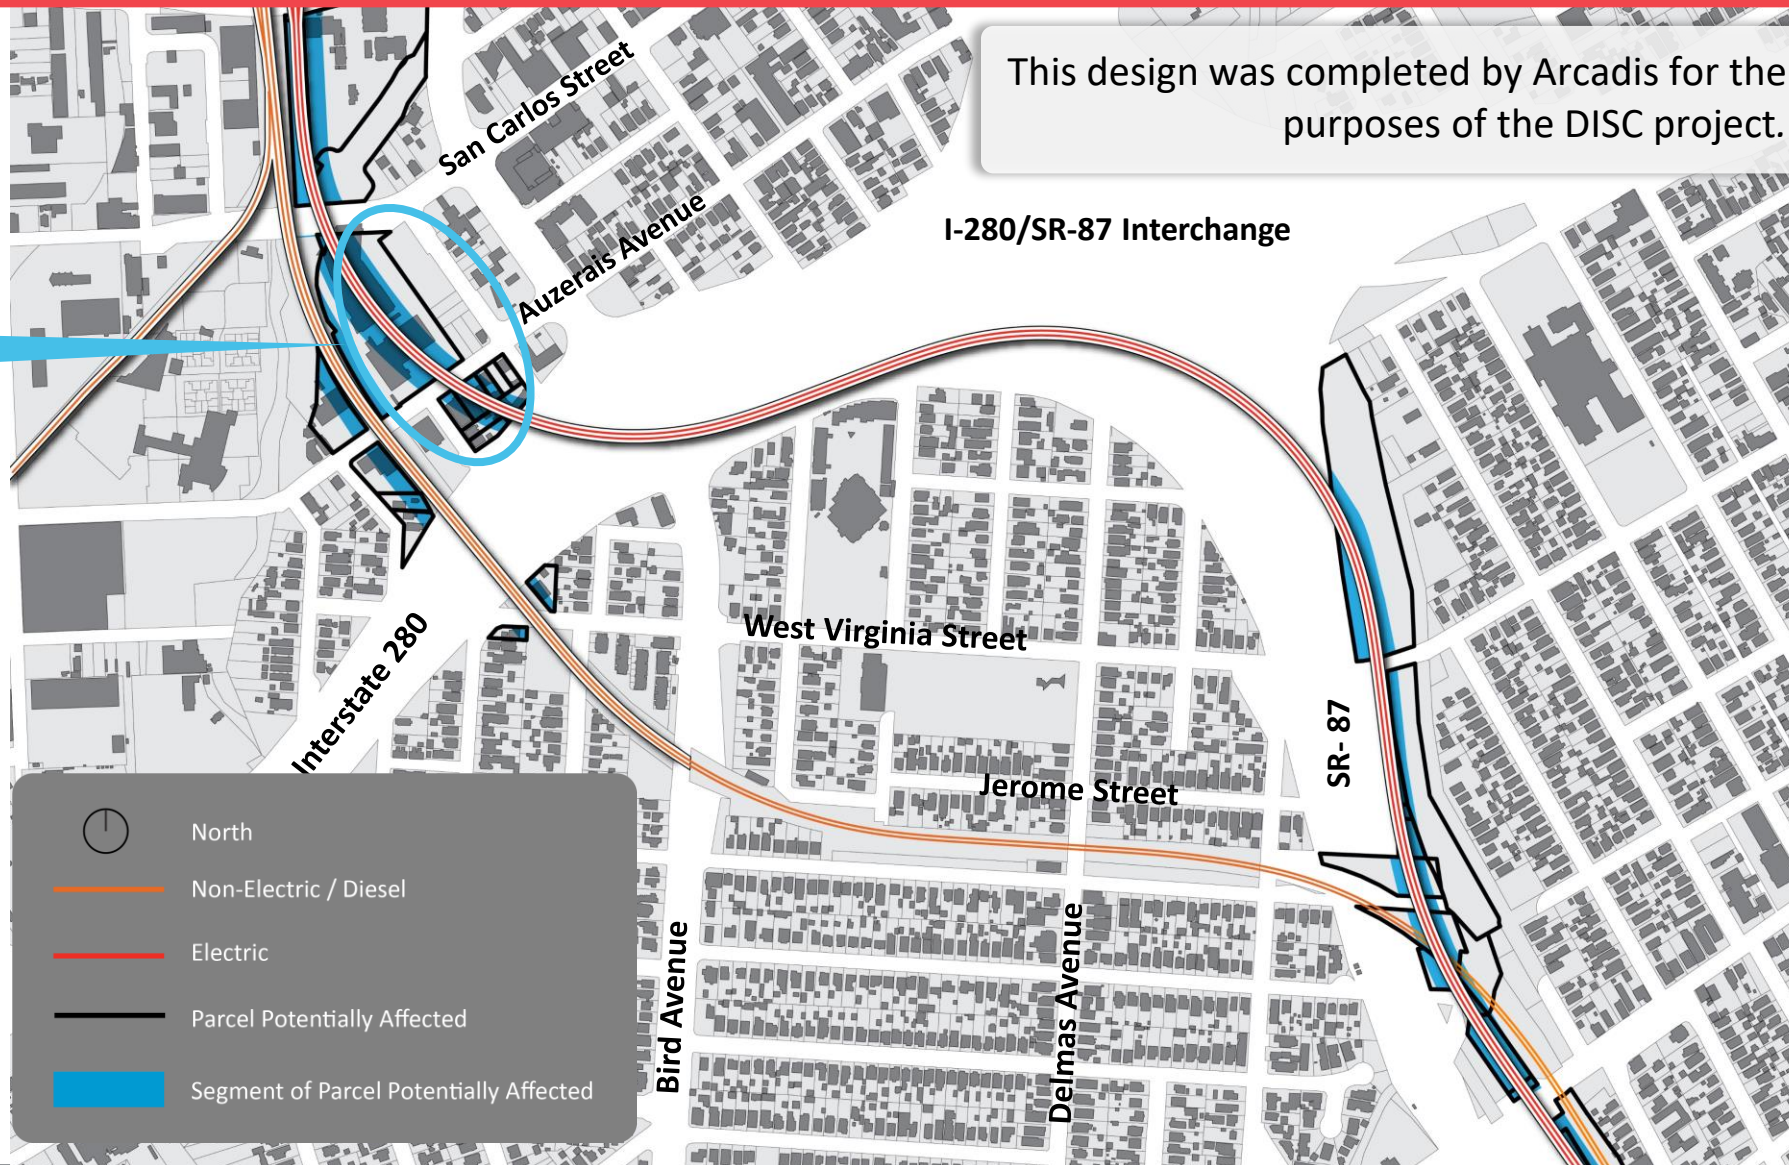 This design was completed by Arcadis for the
purposes of the DISC project.
San Carlos Street
Auzerais Avenue
I-280/SR-87 Interchange
West Virginia Street
Interstate 280
SR- 87
Jerome Street
Bird Avenue
Delmas Avenue
North
Non-Electric / Diesel
Electric
Parcel Potentially Affected
Segment of Parcel Potentially Affected